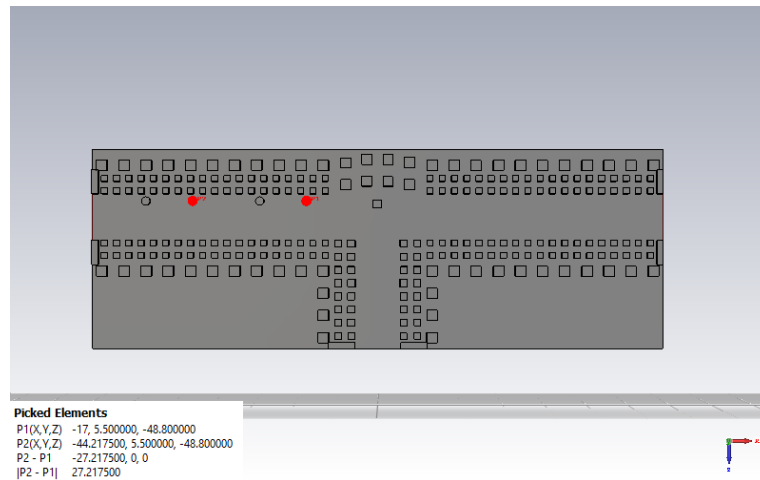 Picked Elements
P1(X,Y,Z) -17, 5.500000, -48.800000
P2(X,Y,Z) -44.217500, 5.500000, -48.800000
P2 - P1 -27.217500, 0, 0
|P2 - P1| 27.217500